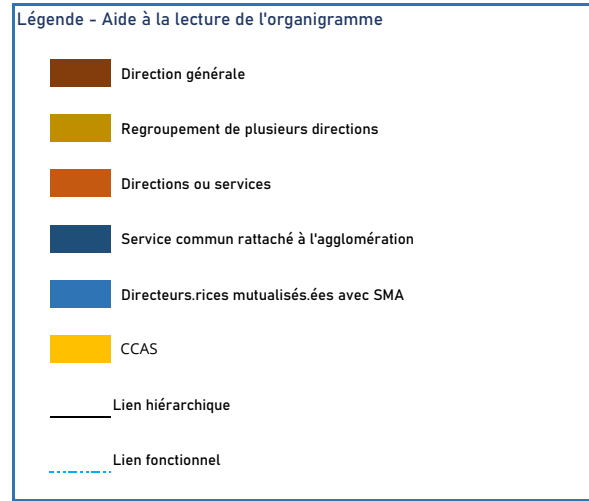 Légende - Aide à la lecture de l'organigramme
Direction générale
Regroupement de plusieurs directions
Directions ou services
Service commun rattaché à l'agglomération
Directeurs.rices mutualisés.ées avec SMA
CCAS
Lien hiérarchique
Lien fonctionnel